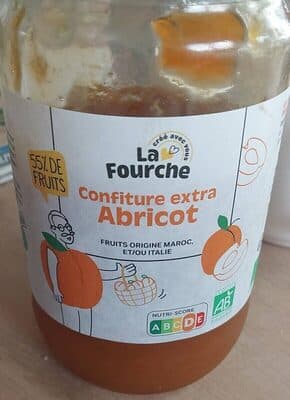 créé avec vous
La
Fourche
55% DE
FRUITS
Confiture extra
Abricot
FRUITS ORIGINE MAROC,
ET/OU ITALIE
NUTRI-SCORE
A B C D E
AB